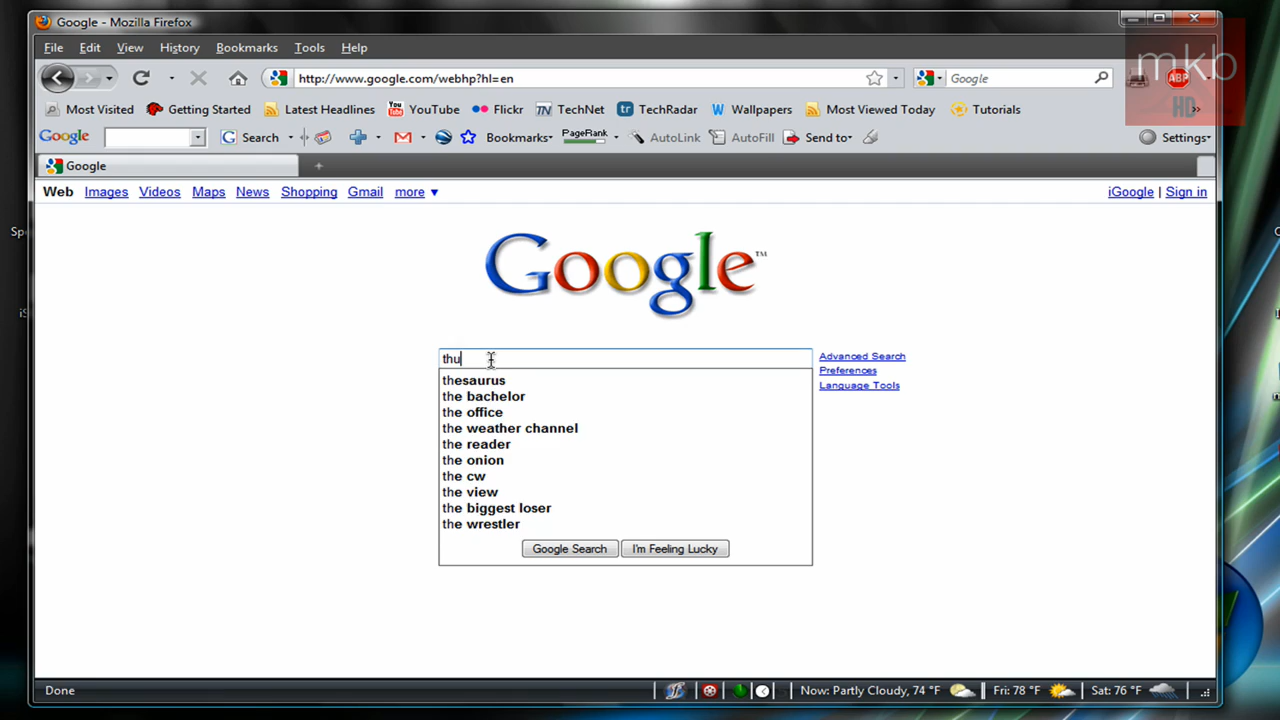 Google - Mozilla Firefox
File Edit View History Bookmarks Tools Help
mkb
HD
http://www.google.com/webhp?hl=en Google ABP
Most Visited Getting Started Latest Headlines YouTube Flickr TechNet TechRadar Wallpapers Most Viewed Today Tutorials »
Google Search Bookmarks PageRank AutoLink AutoFill Send to Settings
Google
Web Images Videos Maps News Shopping Gmail more ▼ iGoogle | Sign in
Google™
thu
Advanced Search
Preferences
Language Tools
thesaurus
the bachelor
the office
the weather channel
the reader
the onion
the cw
the view
the biggest loser
the wrestler
Google Search I'm Feeling Lucky
Done Now: Partly Cloudy, 74 °F Fri: 78 °F Sat: 76 °F